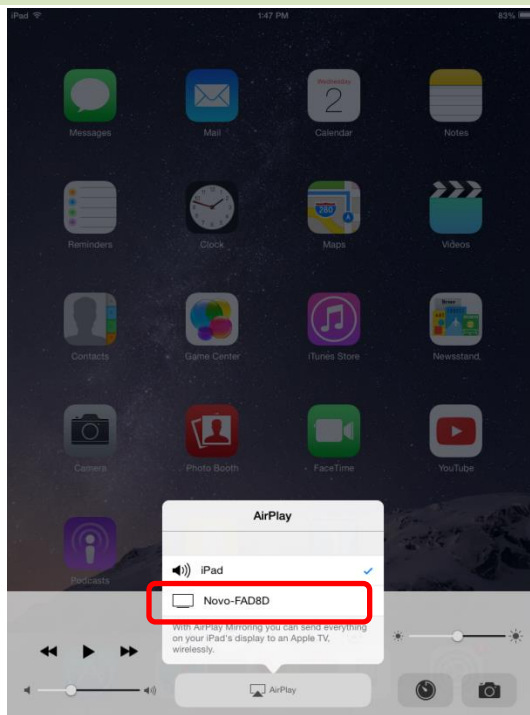 iPad 1:47 PM 83%
Wednesday
2
Messages Mail Calendar Notes
280
Reminders Clock Maps Videos
Contacts Game Center iTunes Store Newsstand
Camera Photo Booth FaceTime YouTube
Podcasts
AirPlay
iPad
Novo-FAD8D
With AirPlay Mirroring you can send everything
on your iPad's display to an Apple TV,
wirelessly.
AirPlay